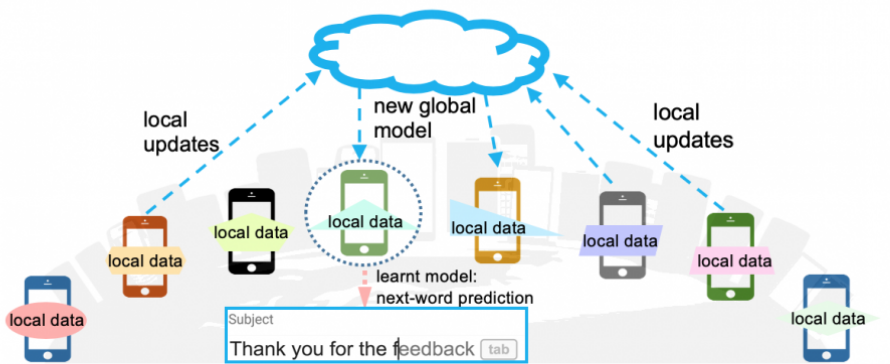 local
updates
new global
model
local
updates
local data
local data
local data
local data
local data
local data
local data
local data
learnt model:
next-word prediction
Subject
Thank you for the feedback tab